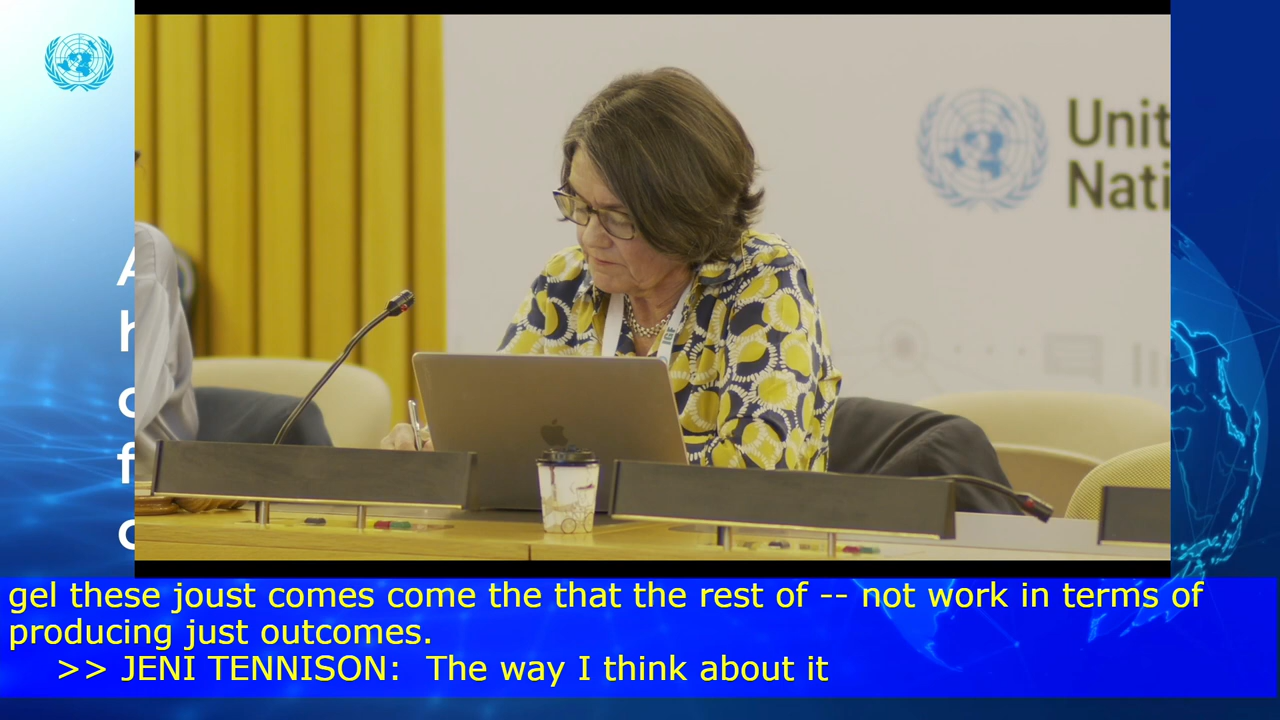 Unit
Nati
A
h
f
gel these joust comes come the that the rest of -- not work in terms of
producing just outcomes.
>> JENI TENNISON:  The way I think about it